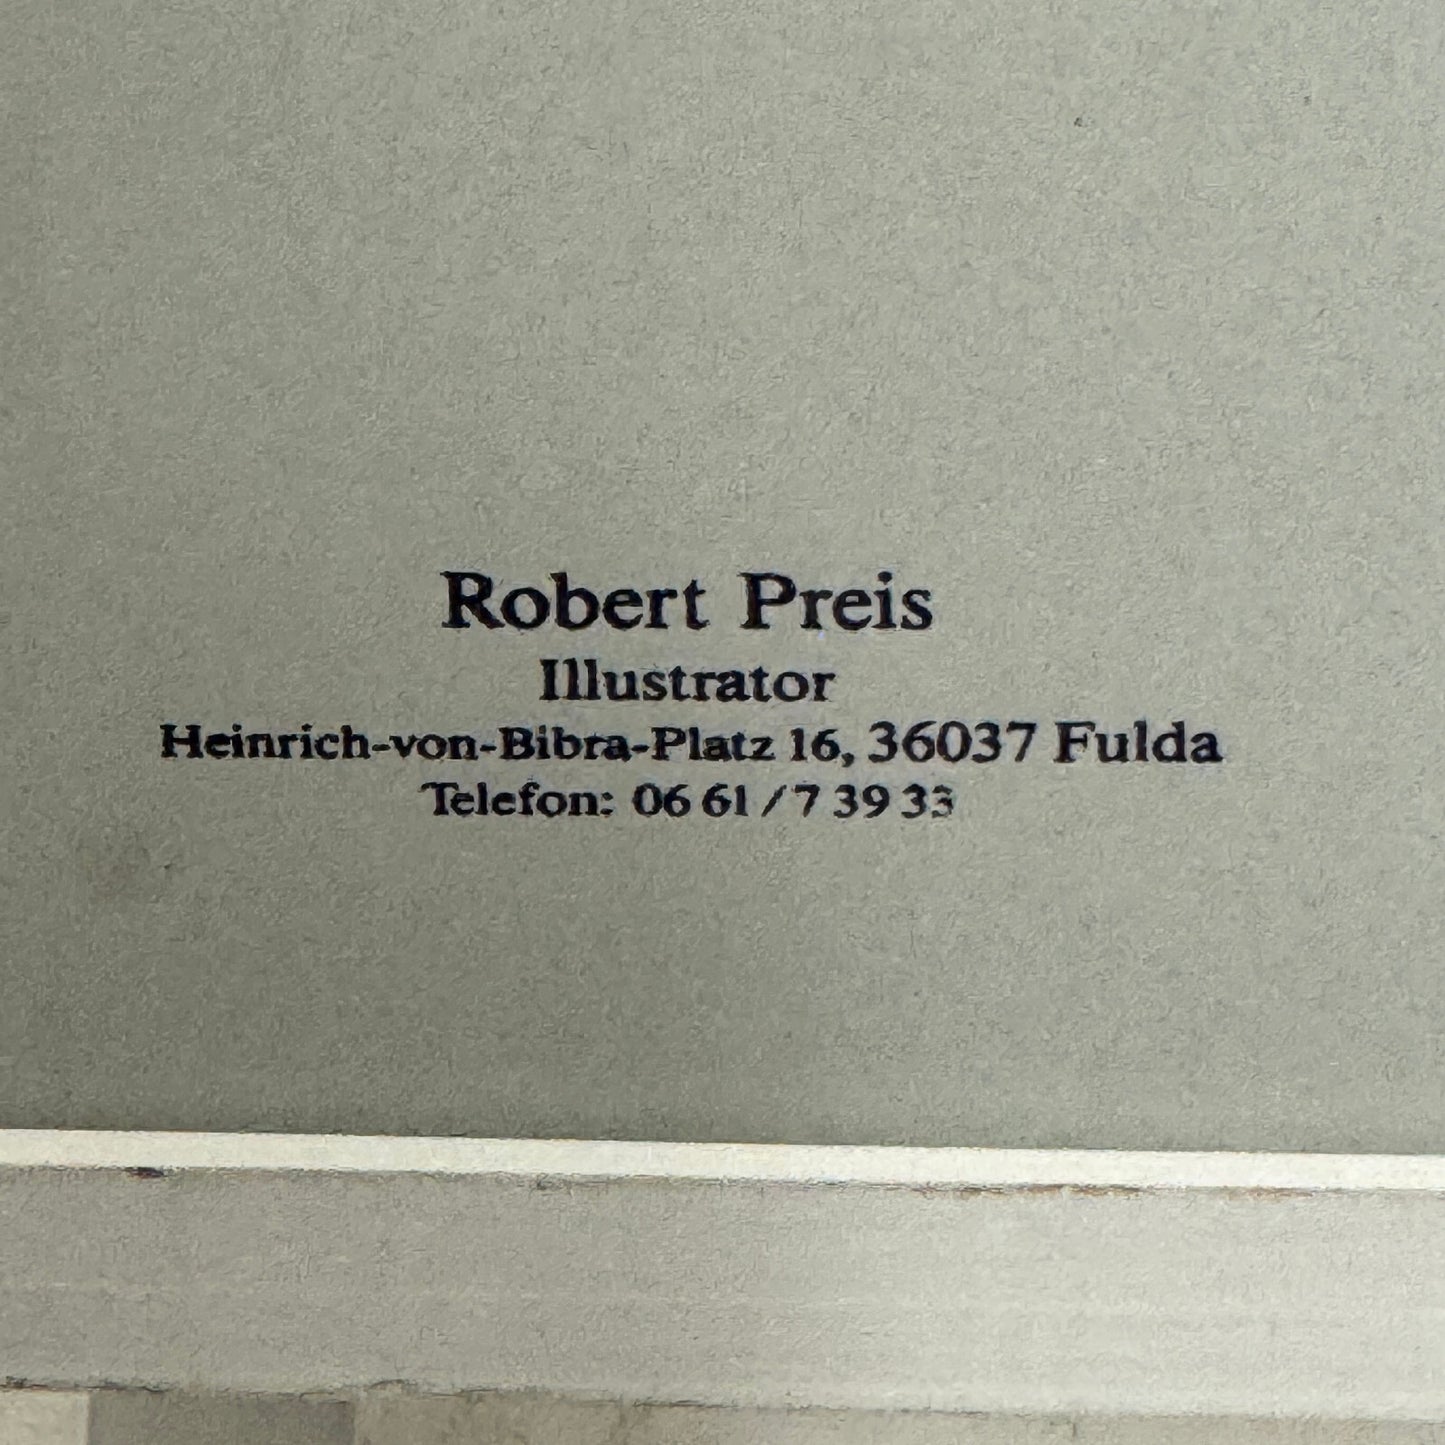 Robert Preis
Illustrator
Heinrich-von-Bibra-Platz 16, 36037 Fulda
Telefon: 06 61 / 7 39 33